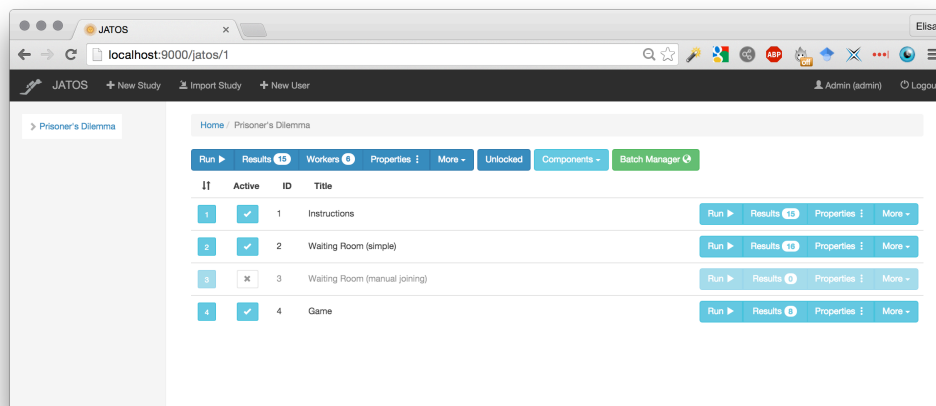 JATOS
Elisa
localhost:9000/jatos/1
ABP
off
JATOS + New Study Import Study + New User Admin (admin) Logou
Prisoner's Dilemma
Home / Prisoner's Dilemma
Run Results 15 Workers 6 Properties More Unlocked Components Batch Manager
Active ID Title
1 1 Instructions Run Results 15 Properties More
2 2 Waiting Room (simple) Run Results 16 Properties More
3 3 Waiting Room (manual joining) Run Results 0 Properties More
4 4 Game Run Results 8 Properties More